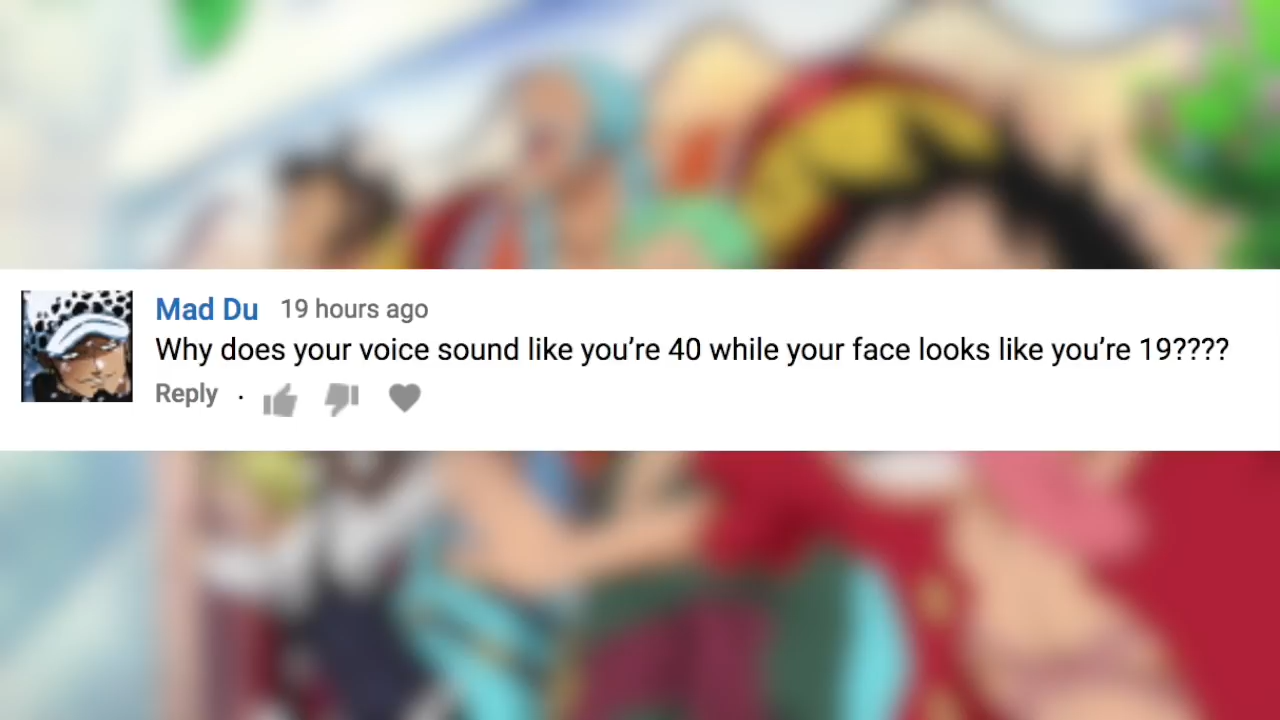 Mad Du 19 hours ago
Why does your voice sound like you’re 40 while your face looks like you’re 19????
Reply ·